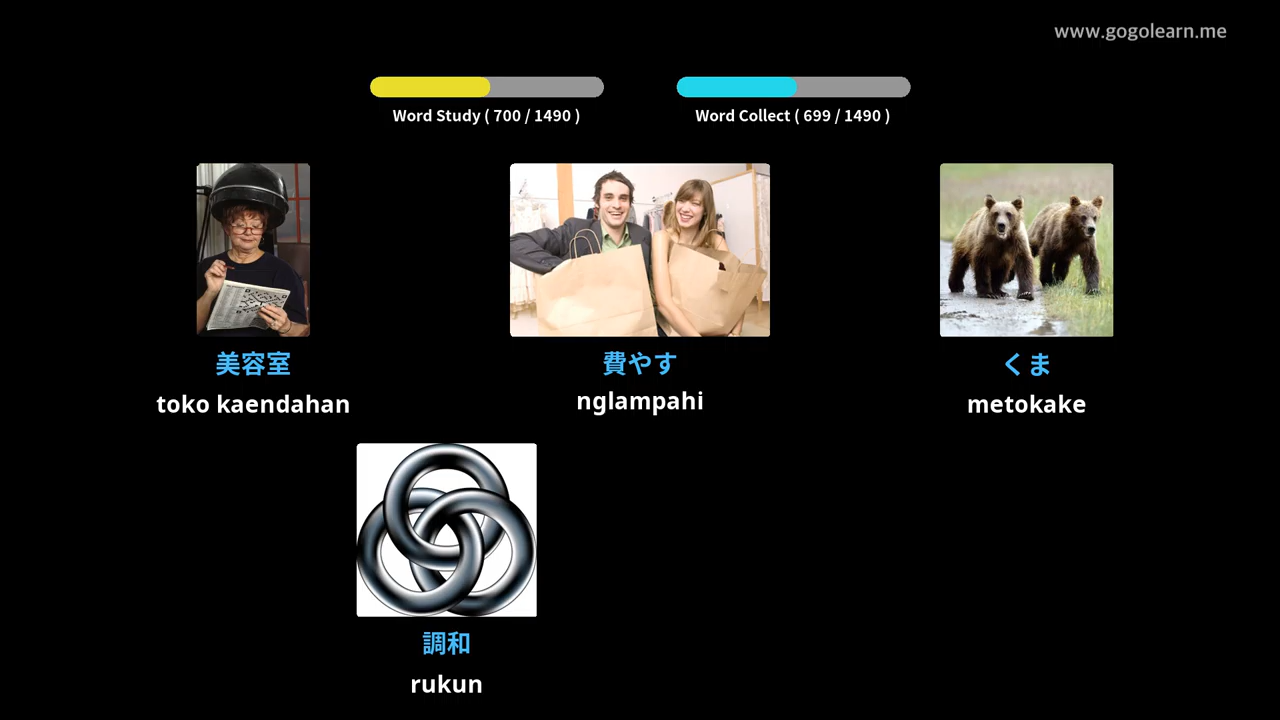 www.gogolearn.me
Word Study ( 700 / 1490 )
Word Collect ( 699 / 1490 )
美容室
toko kaendahan
費やす
nglampahi
くま
metokake
調和
rukun